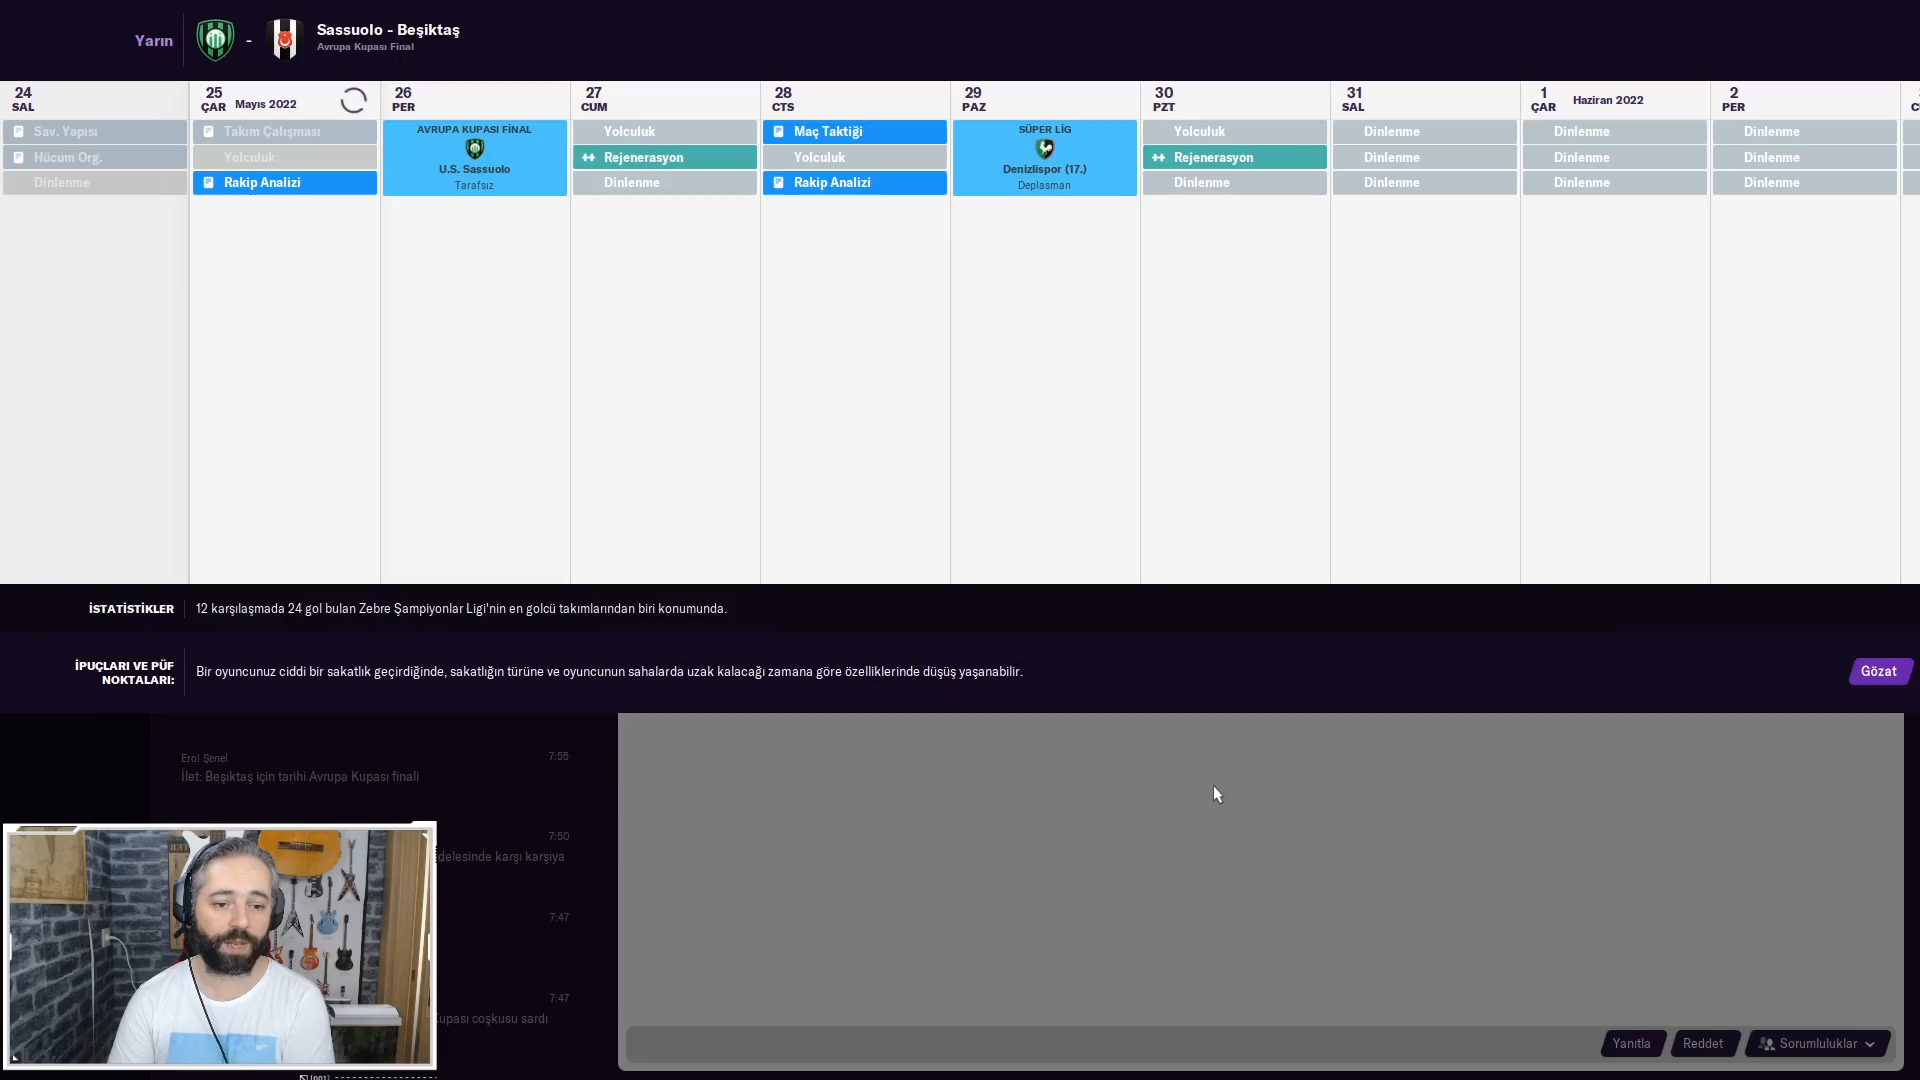 Yarın
-
Sassuolo - Beşiktaş
Avrupa Kupası Final
24
SAL
25
ÇAR
Mayıs 2022
26
PER
27
CUM
28
CTS
29
PAZ
30
PZT
31
SAL
1
ÇAR
Haziran 2022
2
PER
Sav. Yapısı
Hücum Org.
Dinlenme
Takım Çalışması
Yolculuk
Rakip Analizi
AVRUPA KUPASI FİNAL
U.S. Sassuolo
Tarafsız
Yolculuk
Rejenerasyon
Dinlenme
Maç Taktiği
Yolculuk
Rakip Analizi
SÜPER LİG
Denizlispor (17.)
Deplasman
Yolculuk
Rejenerasyon
Dinlenme
Dinlenme
Dinlenme
Dinlenme
Dinlenme
Dinlenme
Dinlenme
Dinlenme
Dinlenme
Dinlenme
İSTATİSTİKLER
12 karşılaşmada 24 gol bulan Zebre Şampiyonlar Ligi'nin en golcü takımlarından biri konumunda.
İPUÇLARI VE PÜF
NOKTALARI:
Bir oyuncunuz ciddi bir sakatlık geçirdiğinde, sakatlığın türüne ve oyuncunun sahalarda uzak kalacağı zamana göre özelliklerinde düşüş yaşanabilir.
Gözat
Erol Şenel
7:55
İlet: Beşiktaş için tarihi Avrupa Kupası finali
7:50
delesinde karşı karşıya
7:47
7:47
Kupası coşkusu sardı
Yanıtla
Reddet
Sorumluluklar